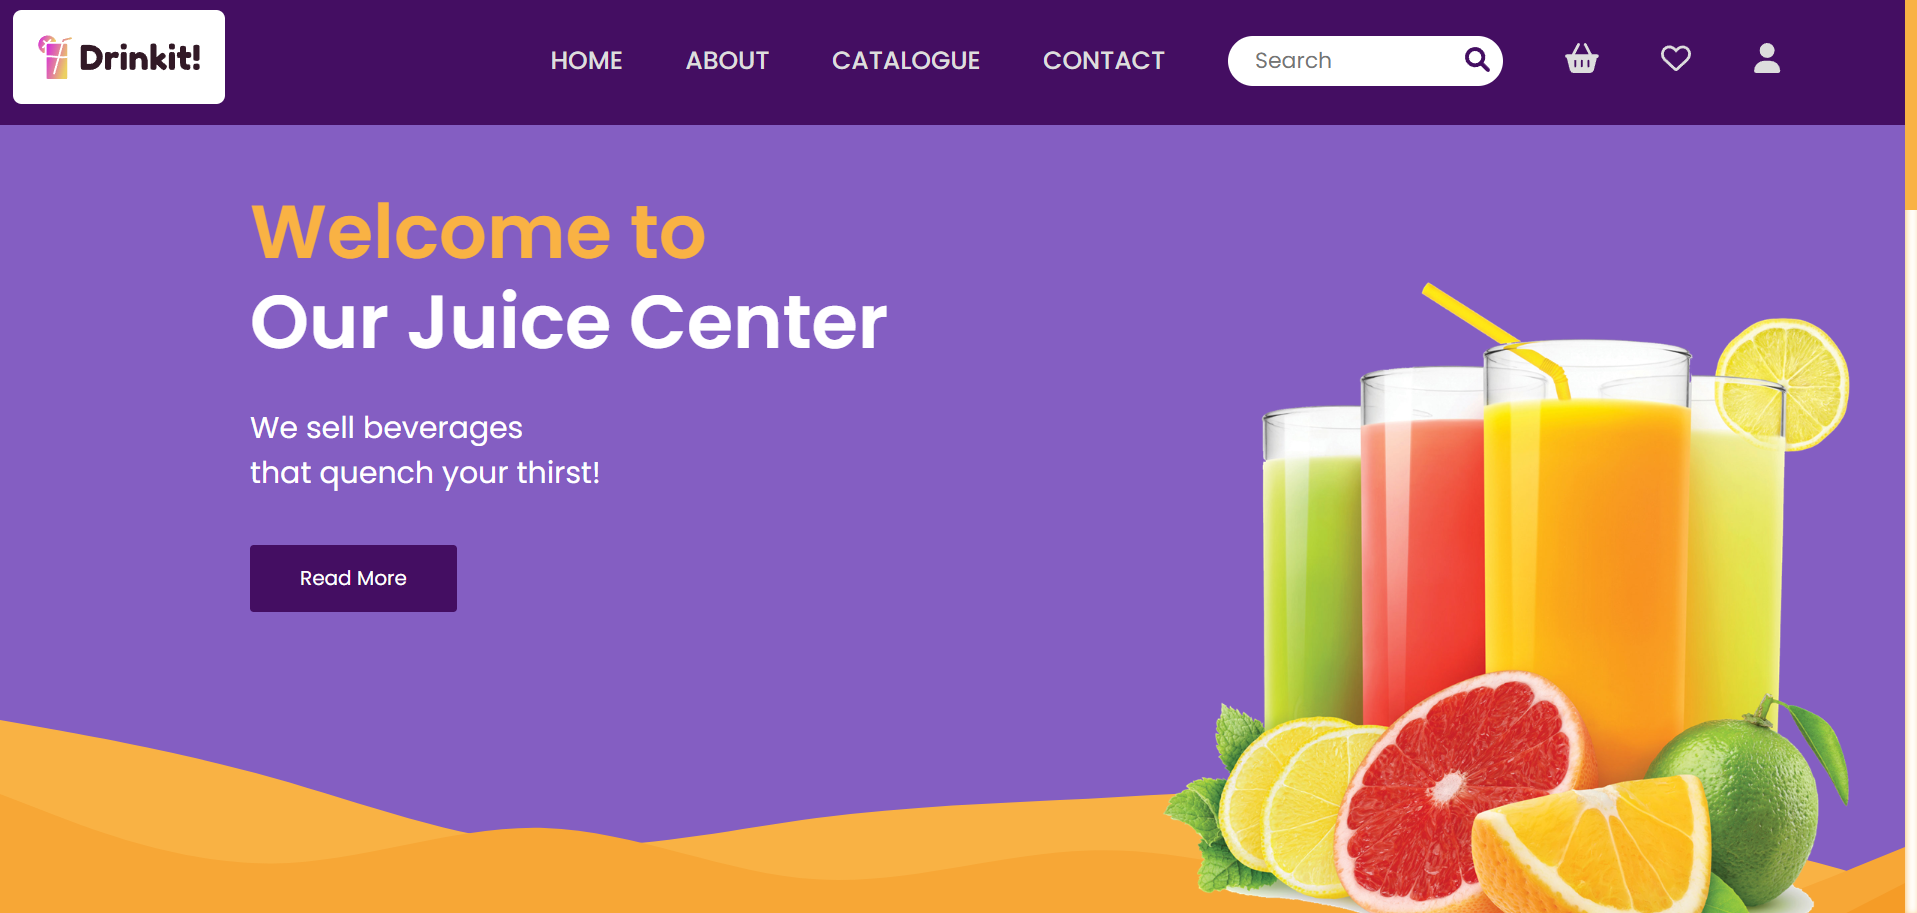 Drinkit!
HOME
ABOUT
CATALOGUE
CONTACT
Search
Welcome to
Our Juice Center
We sell beverages
that quench your thirst!
Read More